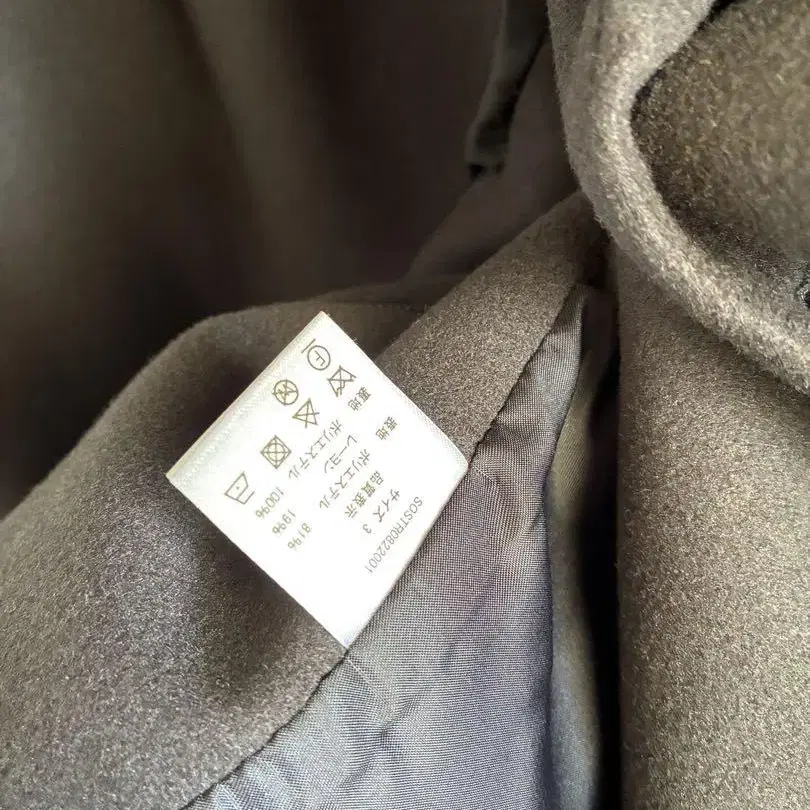 SOSTR0822001
サイズ 3
品質表示
表地 ポリエステル 81%
レーヨン 19%
裏地 ポリエステル 100%
F